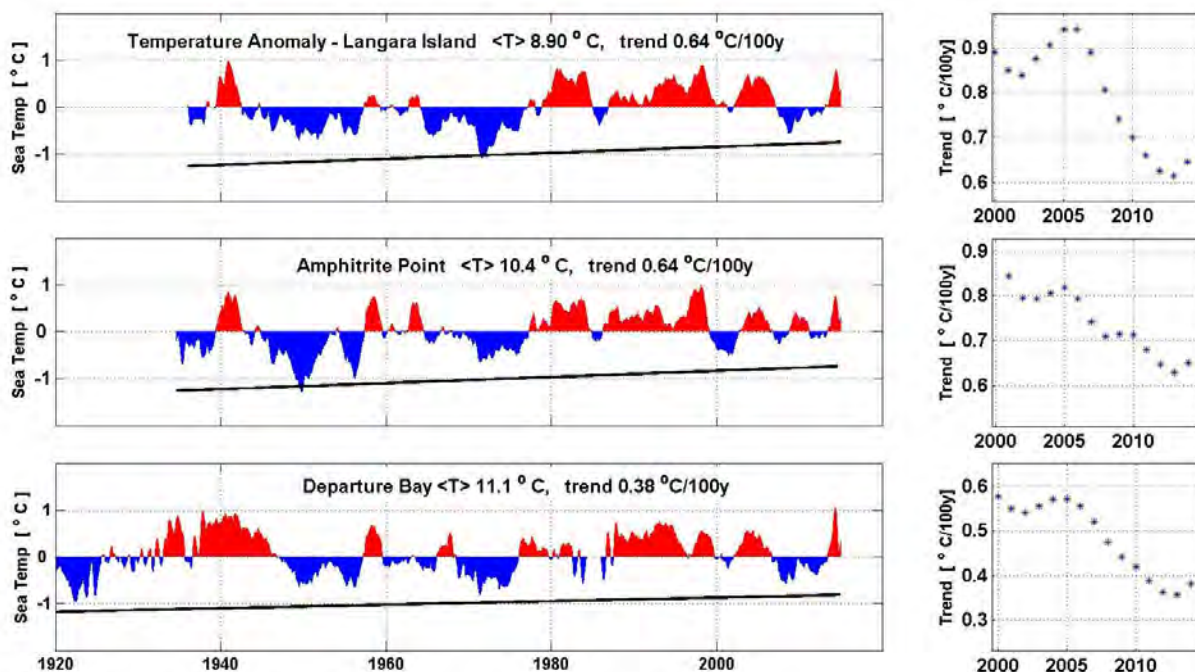 Temperature Anomaly - Langara Island <T> 8.90 ° C, trend 0.64 °C/100y
Sea Temp [ ° C ]
1
0
-1
Trend [ ° C/100y]
0.9
0.8
0.7
0.6
2000 2005 2010
Amphitrite Point <T> 10.4 ° C, trend 0.64 °C/100y
Sea Temp [ ° C ]
1
0
-1
Trend [ ° C/100y]
0.9
0.8
0.7
0.6
2000 2005 2010
Departure Bay <T> 11.1 ° C, trend 0.38 °C/100y
Sea Temp [ ° C ]
1
0
-1
1920 1940 1960 1980 2000
Trend [ ° C/100y]
0.6
0.5
0.4
0.3
2000 2005 2010